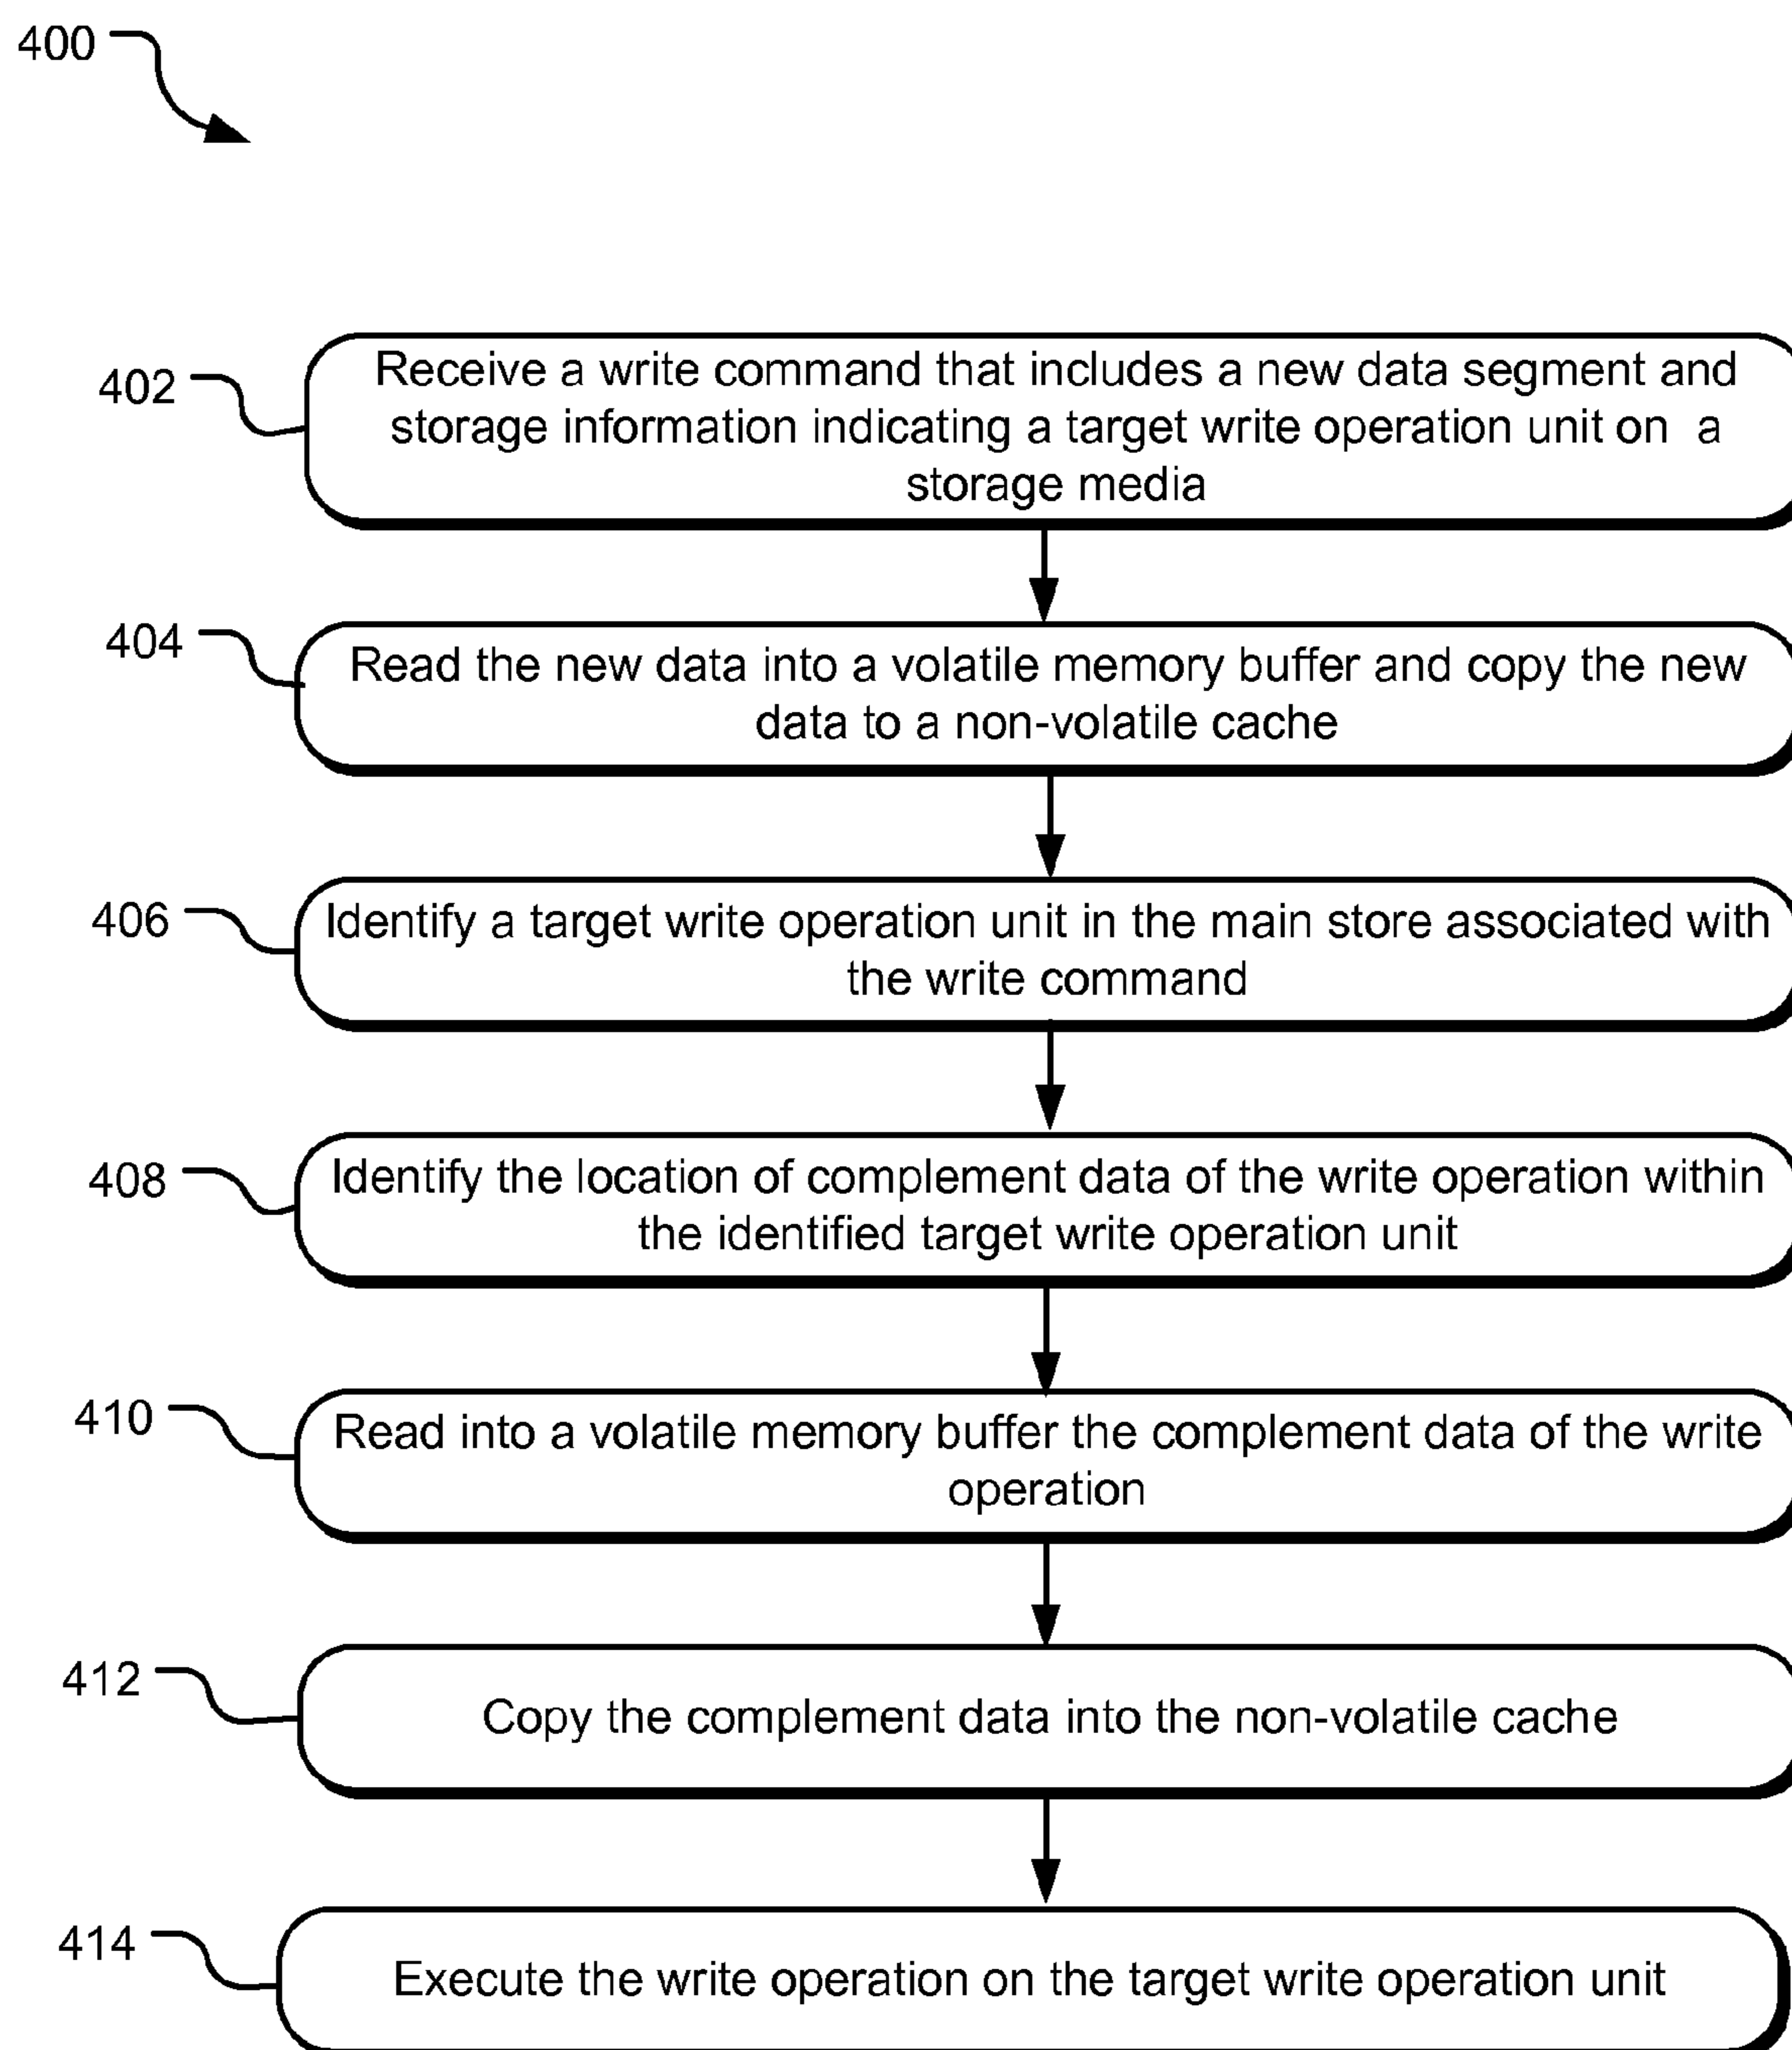 400
402
Receive a write command that includes a new data segment and
storage information indicating a target write operation unit on a
storage media
404
Read the new data into a volatile memory buffer and copy the new
data to a non-volatile cache
406
Identify a target write operation unit in the main store associated with
the write command
408
Identify the location of complement data of the write operation within
the identified target write operation unit
410
Read into a volatile memory buffer the complement data of the write
operation
412
Copy the complement data into the non-volatile cache
414
Execute the write operation on the target write operation unit